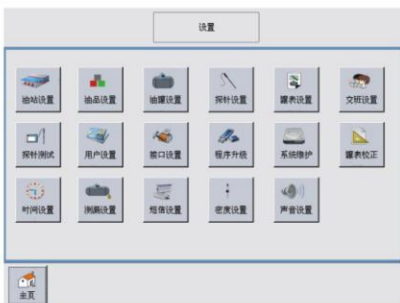 设置
油站设置 油品设置 油罐设置 探针设置 罐表设置 交班设置
探针测试 用户设置 接口设置 程序升级 系统维护 罐表校正
时间设置 测漏设置 短信设置 密度设置 声音设置
主页